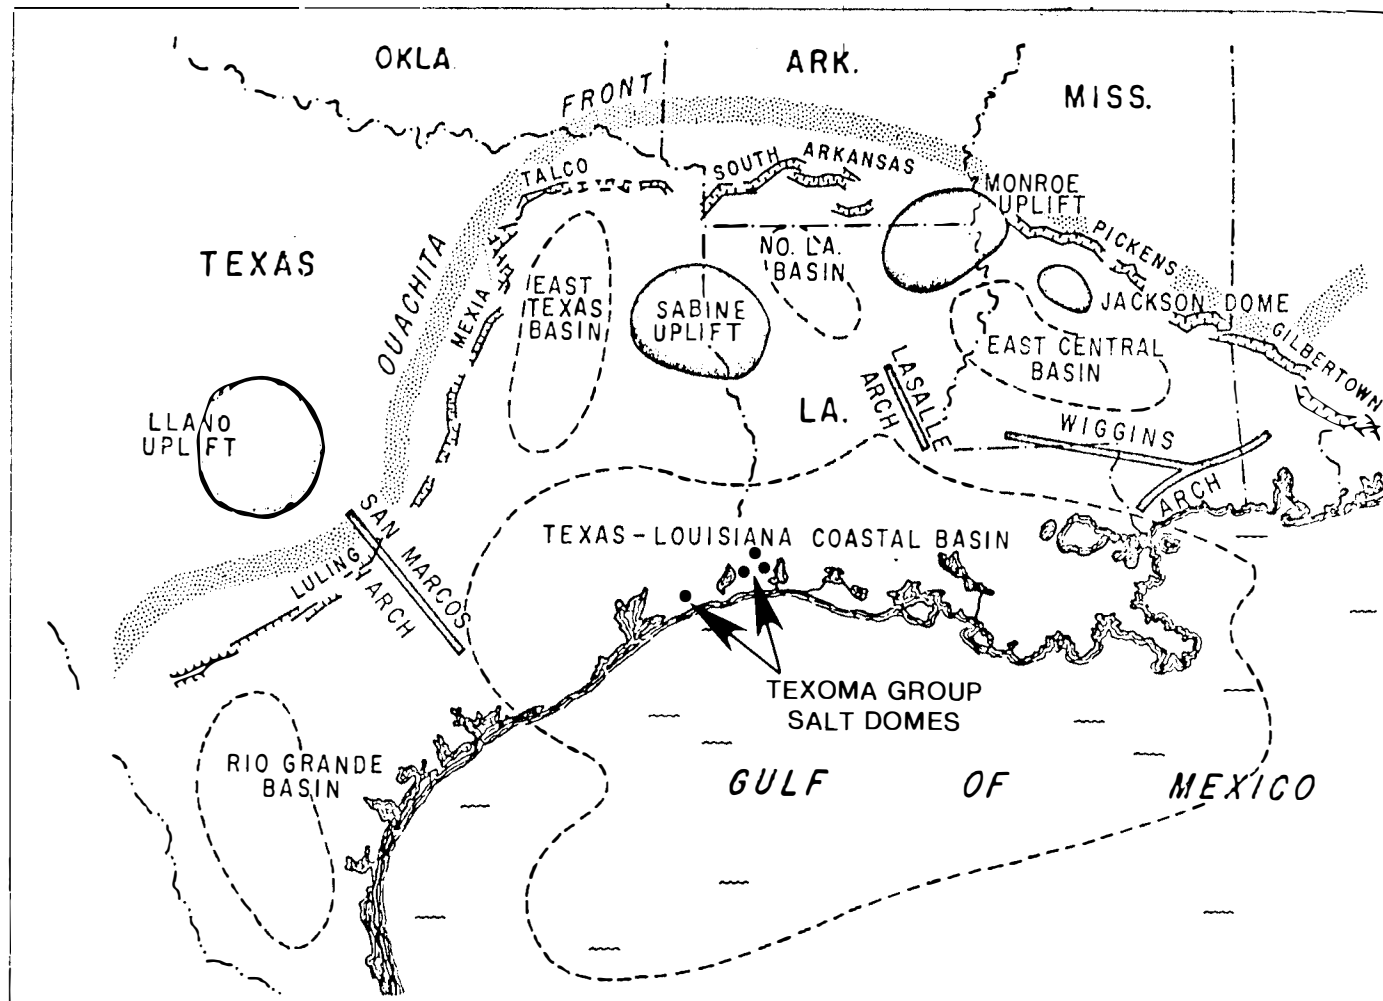 OKLA.
ARK.
MISS.
FRONT
OUACHITA
TALCO
SOUTH ARKANSAS
MONROE
UPLIFT
PICKENS
NO. LA.
BASIN
TEXAS
MEXIA
EAST
TEXAS
BASIN
SABINE
UPLIFT
JACKSON DOME
GILBERTOWN
EAST CENTRAL
BASIN
LASALLE
ARCH
LA.
LLANO
UPLIFT
WIGGINS
ARCH
SAN MARCOS
ARCH
LULING
TEXAS-LOUISIANA COASTAL BASIN
TEXOMA GROUP
SALT DOMES
RIO GRANDE
BASIN
GULF OF MEXICO